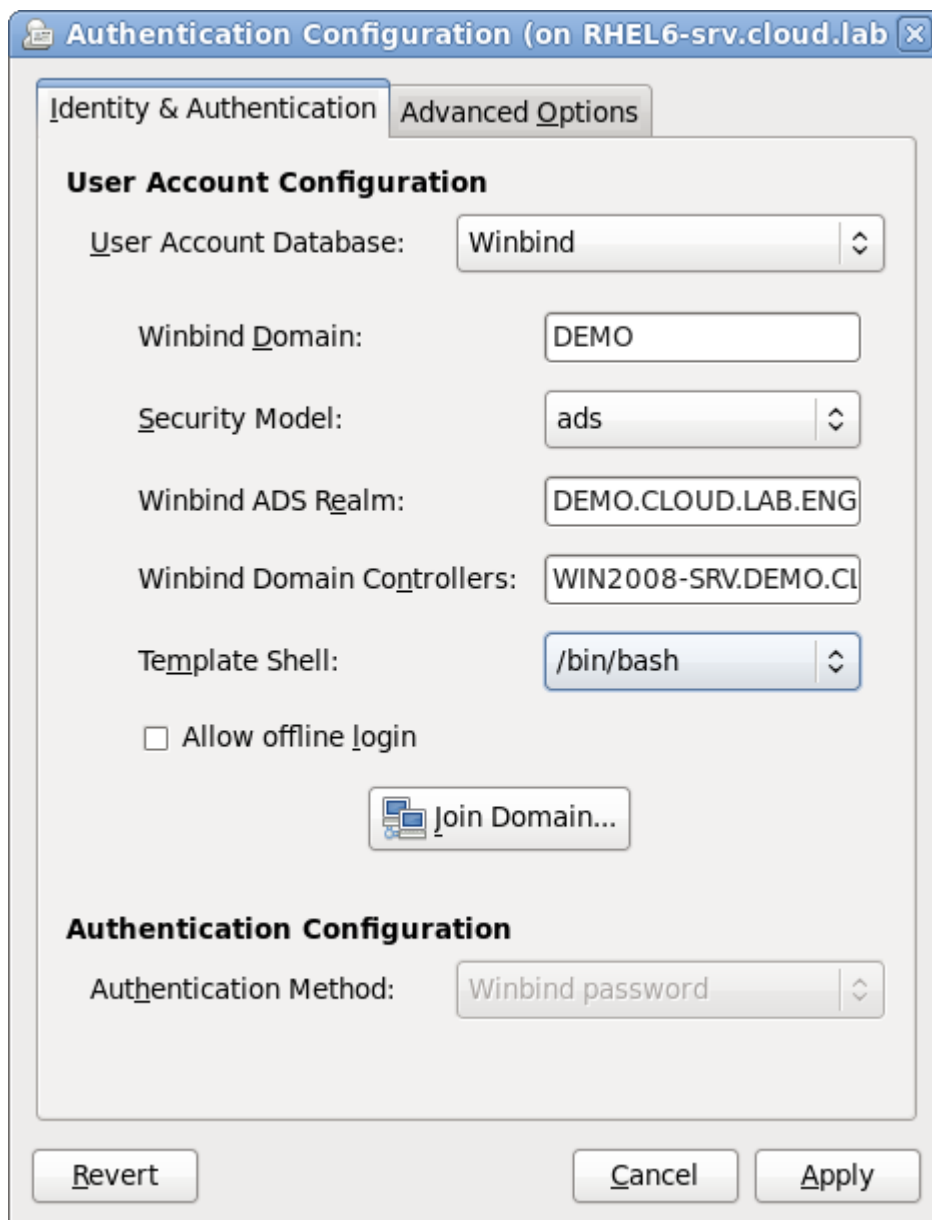 Authentication Configuration (on RHEL6-srv.cloud.lab
Identity & Authentication Advanced Options
User Account Configuration
User Account Database: Winbind
Winbind Domain: DEMO
Security Model: ads
Winbind ADS Realm: DEMO.CLOUD.LAB.ENG
Winbind Domain Controllers: WIN2008-SRV.DEMO.CL
Template Shell: /bin/bash
Allow offline login
Join Domain...
Authentication Configuration
Authentication Method: Winbind password
Revert Cancel Apply